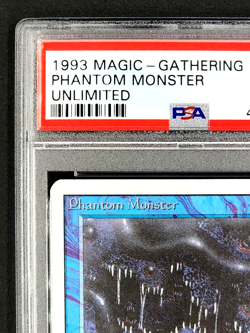 1993 MAGIC - GATHERING
PHANTOM MONSTER
UNLIMITED
PSA
Phantom Monster